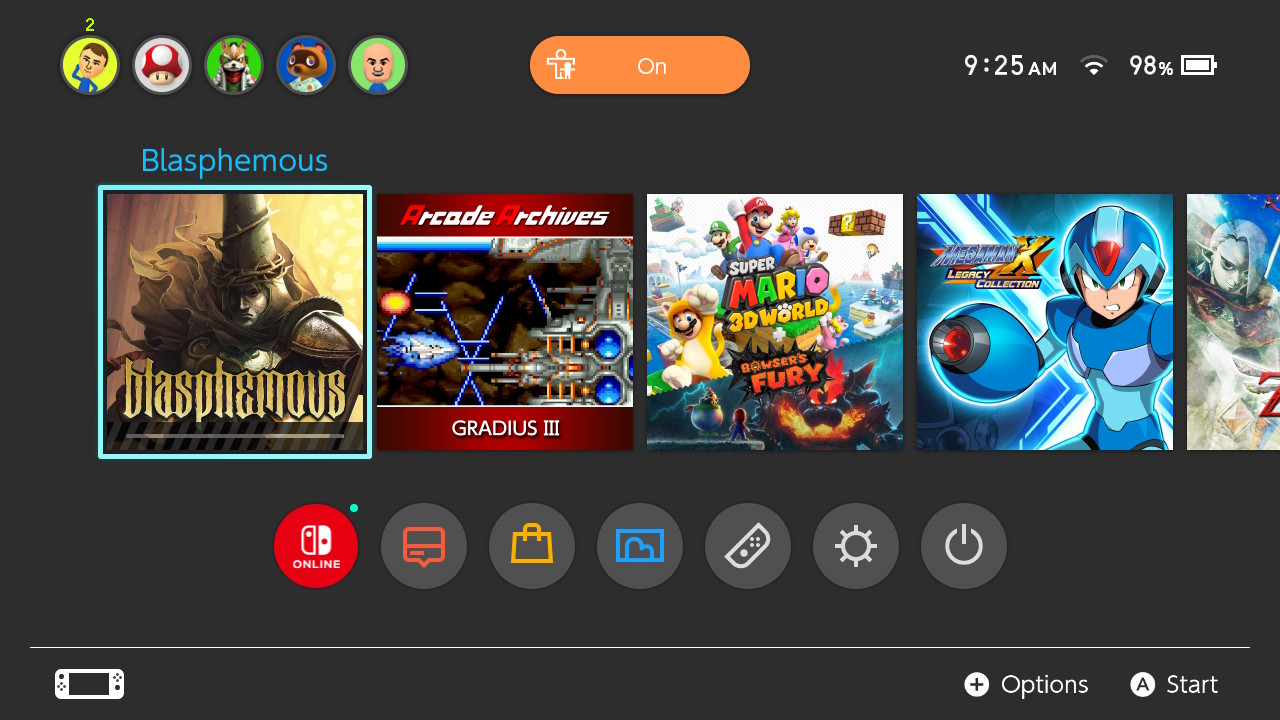 2
On
9:25 AM
98%
Blasphemous
blasphemous
Arcade Archives
GRADIUS III
SUPER
MARIO
3D WORLD
BOWSER'S
FURY
MEGAMAN X
LEGACY
COLLECTION
Z
ONLINE
Options
A Start